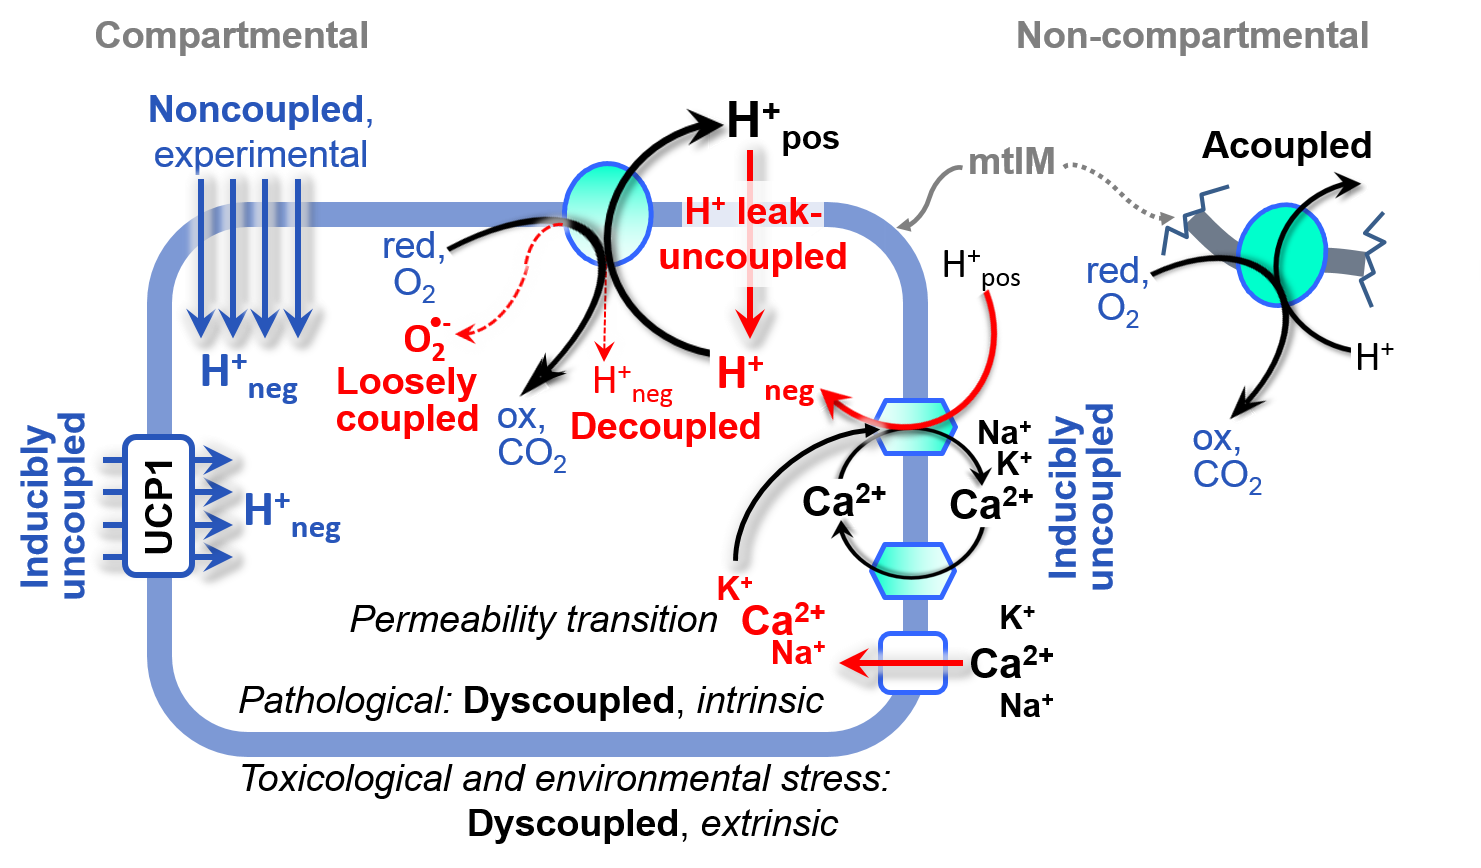 Compartmental
Non-compartmental
Noncoupled,
experimental
H⁺neg
H⁺pos
H⁺ leak-
uncoupled
H⁺neg
mtIM
Acoupled
red,
O₂
O₂•-
Loosely
coupled
ox,
CO₂
H⁺neg
Decoupled
H⁺pos
red,
O₂
H⁺
ox,
CO₂
Inducibly
uncoupled
UCP1
H⁺neg
Na⁺
K⁺
Ca²⁺
Ca²⁺
Inducibly
uncoupled
K⁺
Permeability transition
Ca²⁺
Na⁺
K⁺
Ca²⁺
Na⁺
Pathological: Dyscoupled, intrinsic
Toxicological and environmental stress:
Dyscoupled, extrinsic